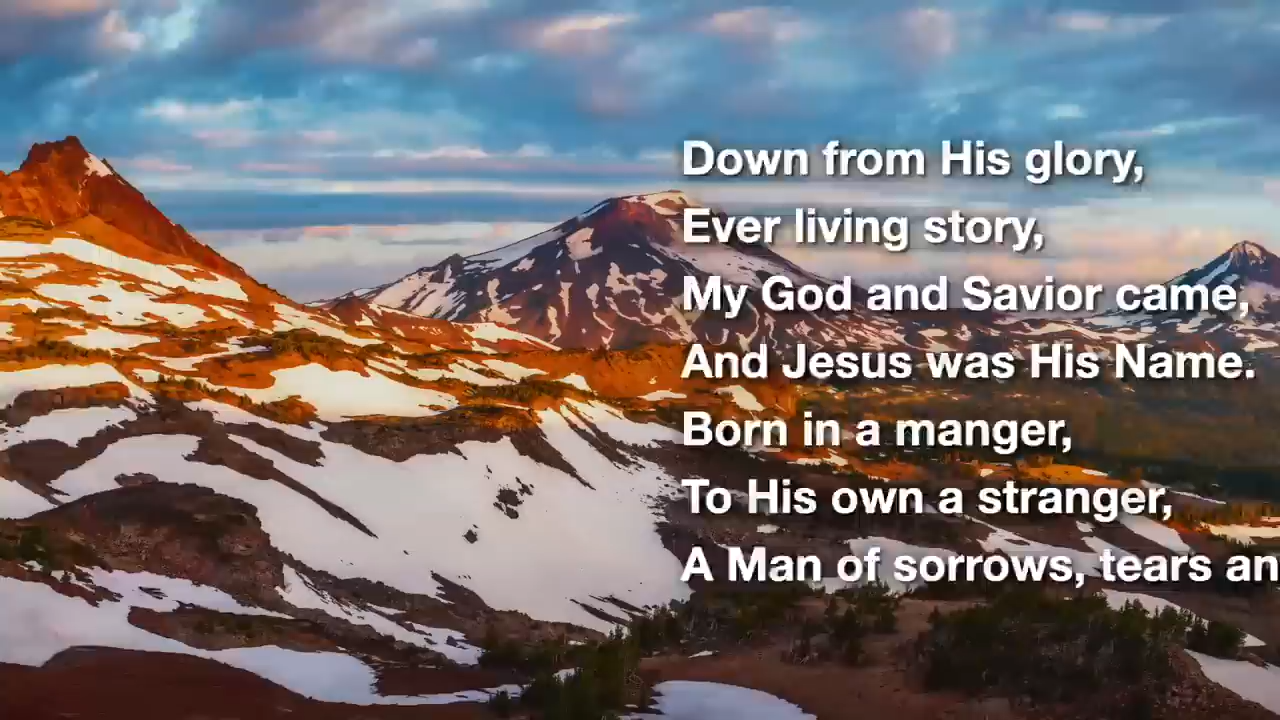 Down from His glory,
Ever living story,
My God and Savior came,
And Jesus was His Name.
Born in a manger,
To His own a stranger,
A Man of sorrows, tears an